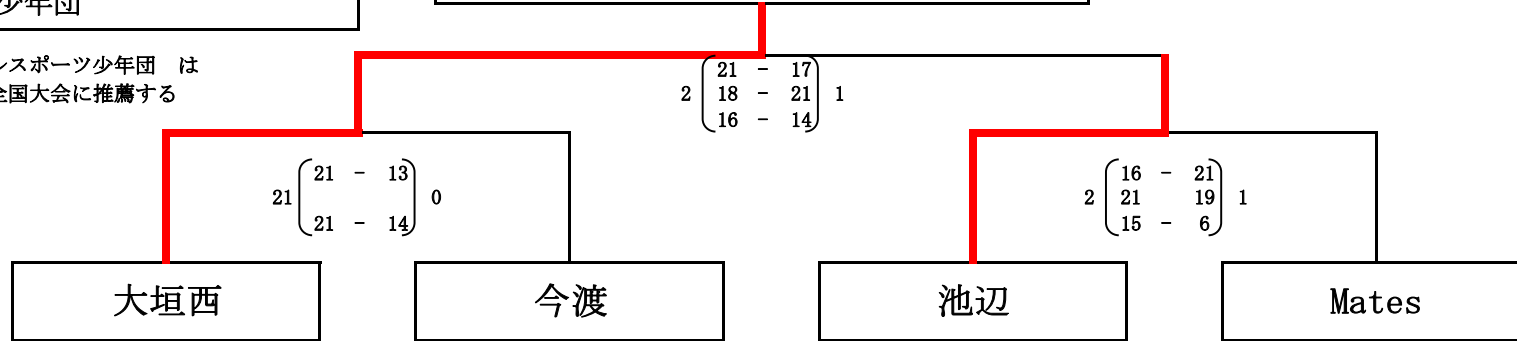 少年団
スポーツ少年団　は
全国大会に推薦する
21 - 17
2 18 - 21 1
16 - 14
21 - 13
21 0
21 - 14
16 - 21
2 21 19 1
15 - 6
大垣西 今渡 池辺 Mates